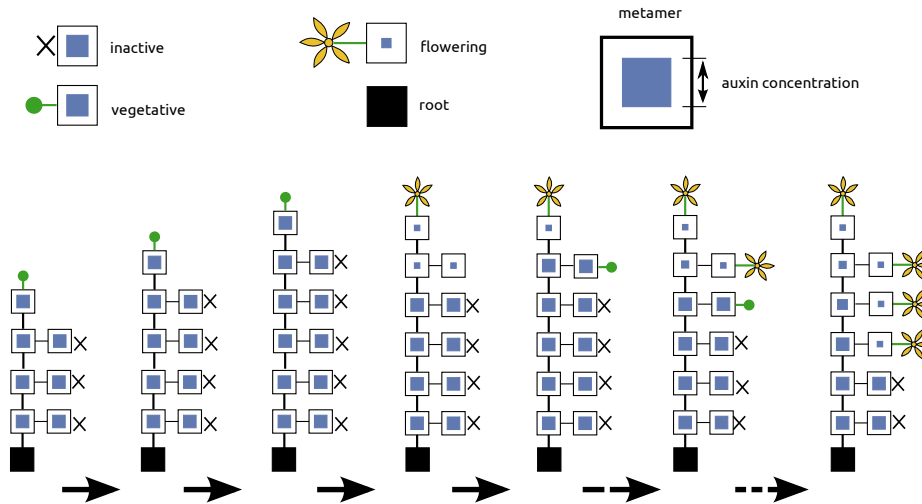 metamer
inactive
flowering
auxin concentration
vegetative
root